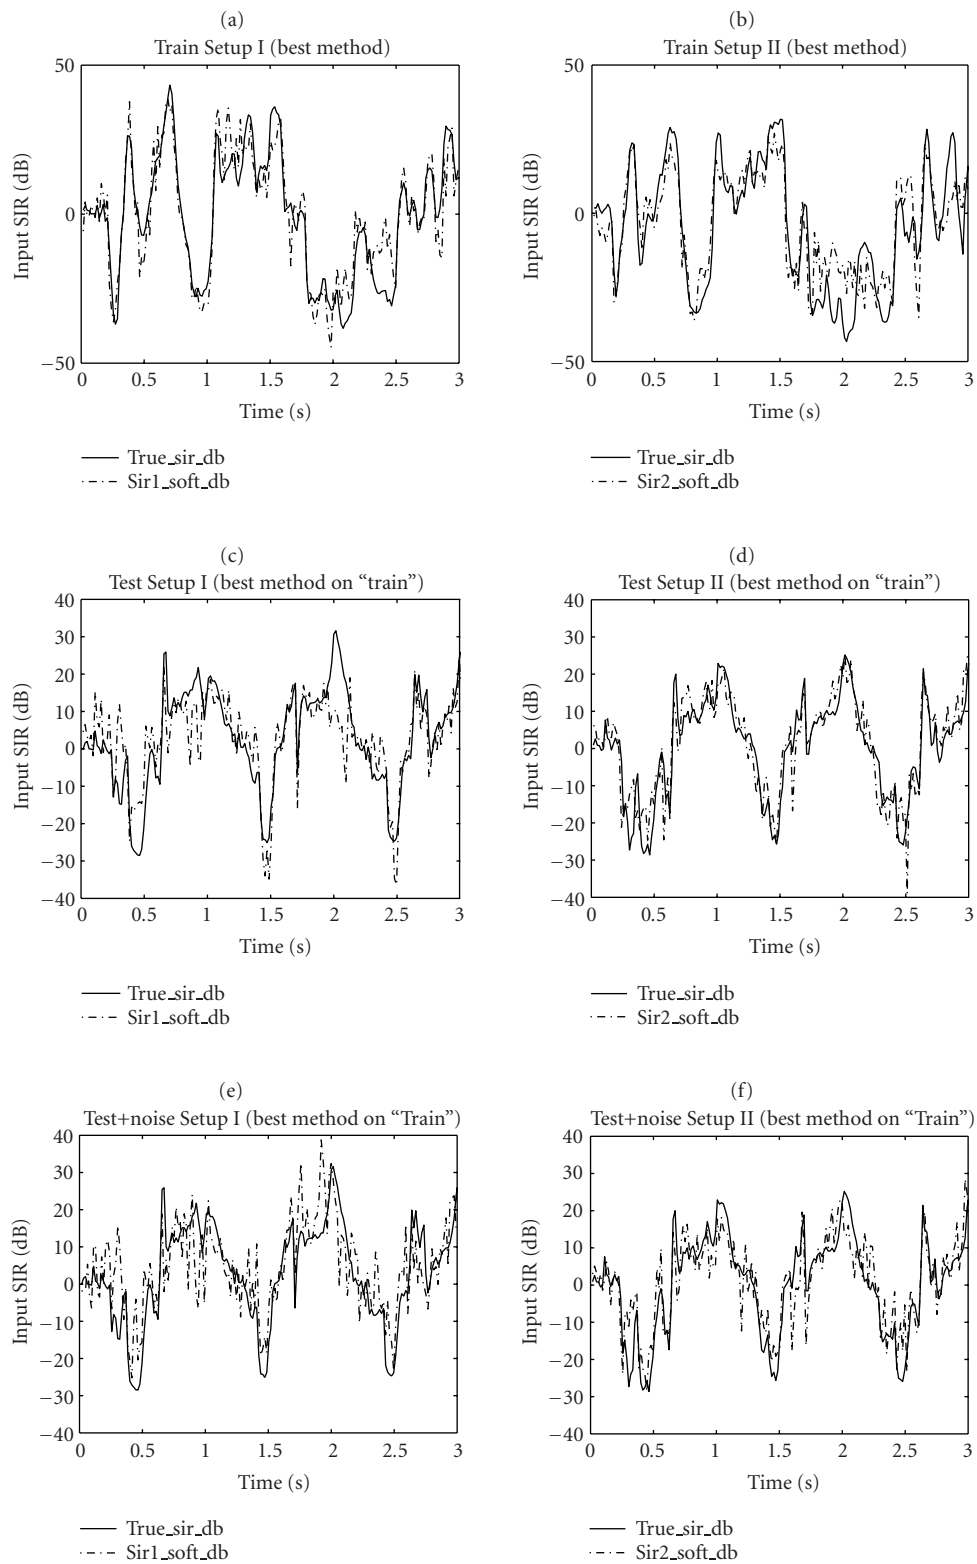 (a)
Train Setup I (best method)
50
0
−50
Input SIR (dB)
0 0.5 1 1.5 2 2.5 3
Time (s)
True_sir_db
Sir1_soft_db
(b)
Train Setup II (best method)
50
0
−50
Input SIR (dB)
0 0.5 1 1.5 2 2.5 3
Time (s)
True_sir_db
Sir2_soft_db
(c)
Test Setup I (best method on “train”)
40
30
20
10
0
−10
−20
−30
−40
Input SIR (dB)
0 0.5 1 1.5 2 2.5 3
Time (s)
True_sir_db
Sir1_soft_db
(d)
Test Setup II (best method on “train”)
40
30
20
10
0
−10
−20
−30
−40
Input SIR (dB)
0 0.5 1 1.5 2 2.5 3
Time (s)
True_sir_db
Sir2_soft_db
(e)
Test+noise Setup I (best method on “Train”)
40
30
20
10
0
−10
−20
−30
−40
Input SIR (dB)
0 0.5 1 1.5 2 2.5 3
Time (s)
True_sir_db
Sir1_soft_db
(f)
Test+noise Setup II (best method on “Train”)
40
30
20
10
0
−10
−20
−30
−40
Input SIR (dB)
0 0.5 1 1.5 2 2.5 3
Time (s)
True_sir_db
Sir2_soft_db